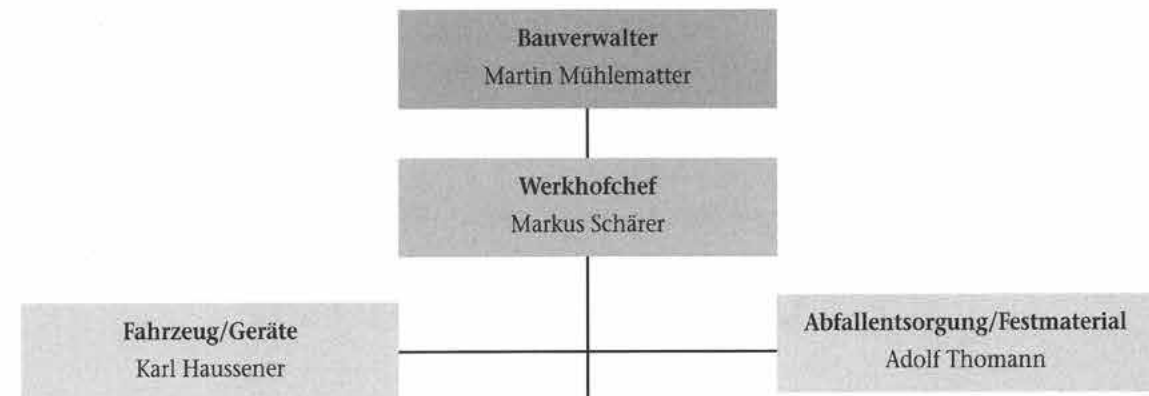 Bauverwalter
Martin Mühlematter
Werkhofchef
Markus Schärer
Fahrzeug/Geräte
Karl Haussener
Abfallentsorgung/Festmaterial
Adolf Thomann